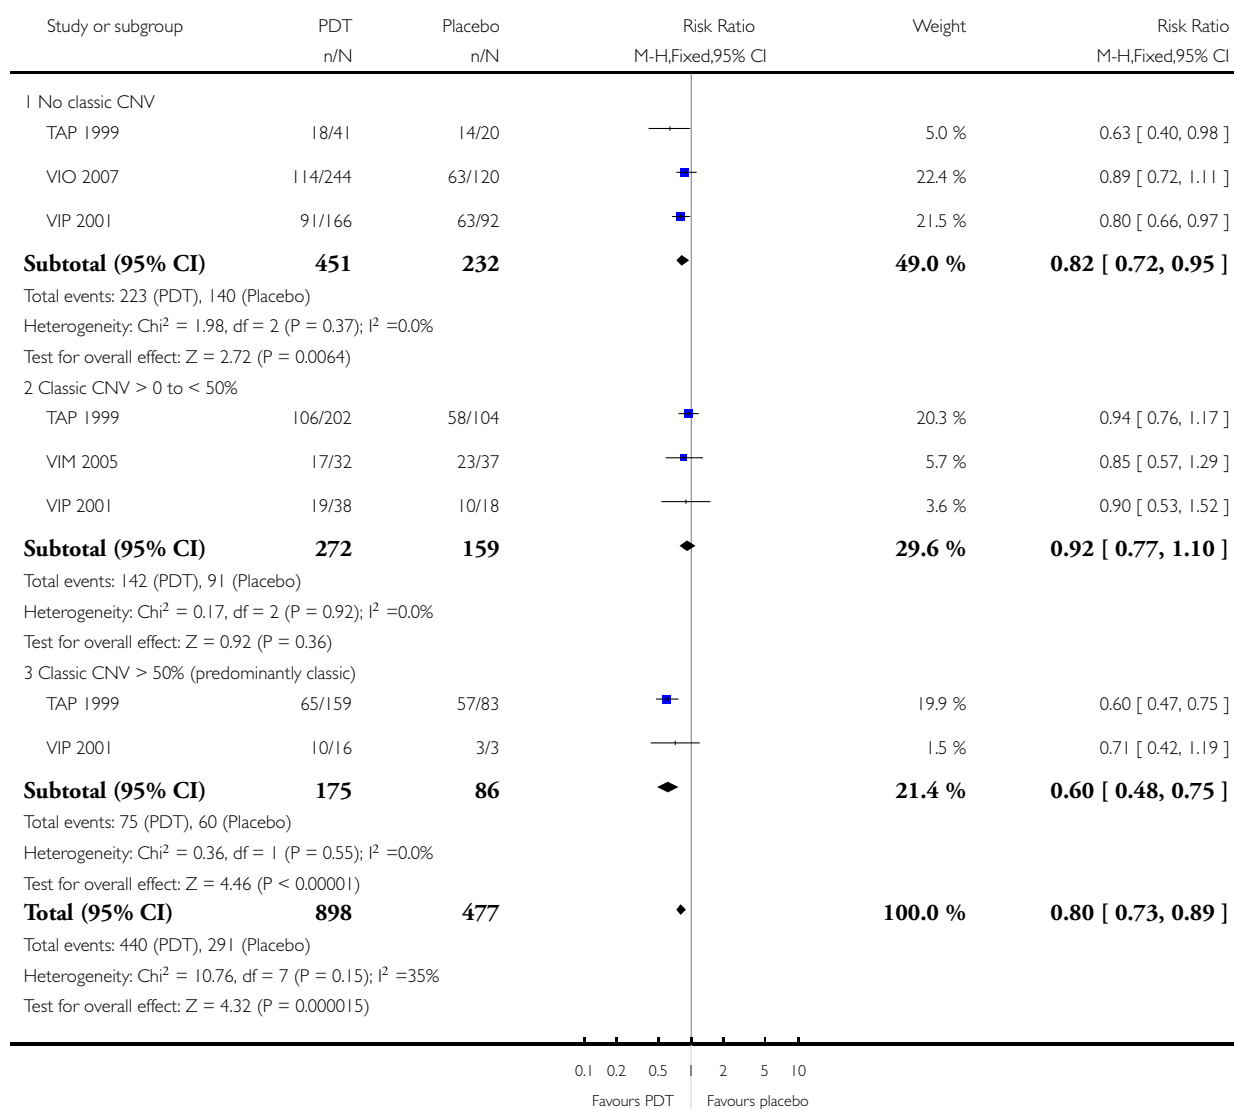 Study or subgroup PDT Placebo Risk Ratio Weight Risk Ratio
n/N n/N M-H,Fixed,95% CI M-H,Fixed,95% CI
1 No classic CNV
TAP 1999 18/41 14/20 5.0 % 0.63 [ 0.40, 0.98 ]
VIO 2007 114/244 63/120 22.4 % 0.89 [ 0.72, 1.11 ]
VIP 2001 91/166 63/92 21.5 % 0.80 [ 0.66, 0.97 ]
Subtotal (95% CI) 451 232 49.0 % 0.82 [ 0.72, 0.95 ]
Total events: 223 (PDT), 140 (Placebo)
Heterogeneity: Chi² = 1.98, df = 2 (P = 0.37); I² =0.0%
Test for overall effect: Z = 2.72 (P = 0.0064)
2 Classic CNV > 0 to < 50%
TAP 1999 106/202 58/104 20.3 % 0.94 [ 0.76, 1.17 ]
VIM 2005 17/32 23/37 5.7 % 0.85 [ 0.57, 1.29 ]
VIP 2001 19/38 10/18 3.6 % 0.90 [ 0.53, 1.52 ]
Subtotal (95% CI) 272 159 29.6 % 0.92 [ 0.77, 1.10 ]
Total events: 142 (PDT), 91 (Placebo)
Heterogeneity: Chi² = 0.17, df = 2 (P = 0.92); I² =0.0%
Test for overall effect: Z = 0.92 (P = 0.36)
3 Classic CNV > 50% (predominantly classic)
TAP 1999 65/159 57/83 19.9 % 0.60 [ 0.47, 0.75 ]
VIP 2001 10/16 3/3 1.5 % 0.71 [ 0.42, 1.19 ]
Subtotal (95% CI) 175 86 21.4 % 0.60 [ 0.48, 0.75 ]
Total events: 75 (PDT), 60 (Placebo)
Heterogeneity: Chi² = 0.36, df = 1 (P = 0.55); I² =0.0%
Test for overall effect: Z = 4.46 (P < 0.00001)
Total (95% CI) 898 477 100.0 % 0.80 [ 0.73, 0.89 ]
Total events: 440 (PDT), 291 (Placebo)
Heterogeneity: Chi² = 10.76, df = 7 (P = 0.15); I² =35%
Test for overall effect: Z = 4.32 (P = 0.000015)
0.1 0.2 0.5 1 2 5 10
Favours PDT Favours placebo